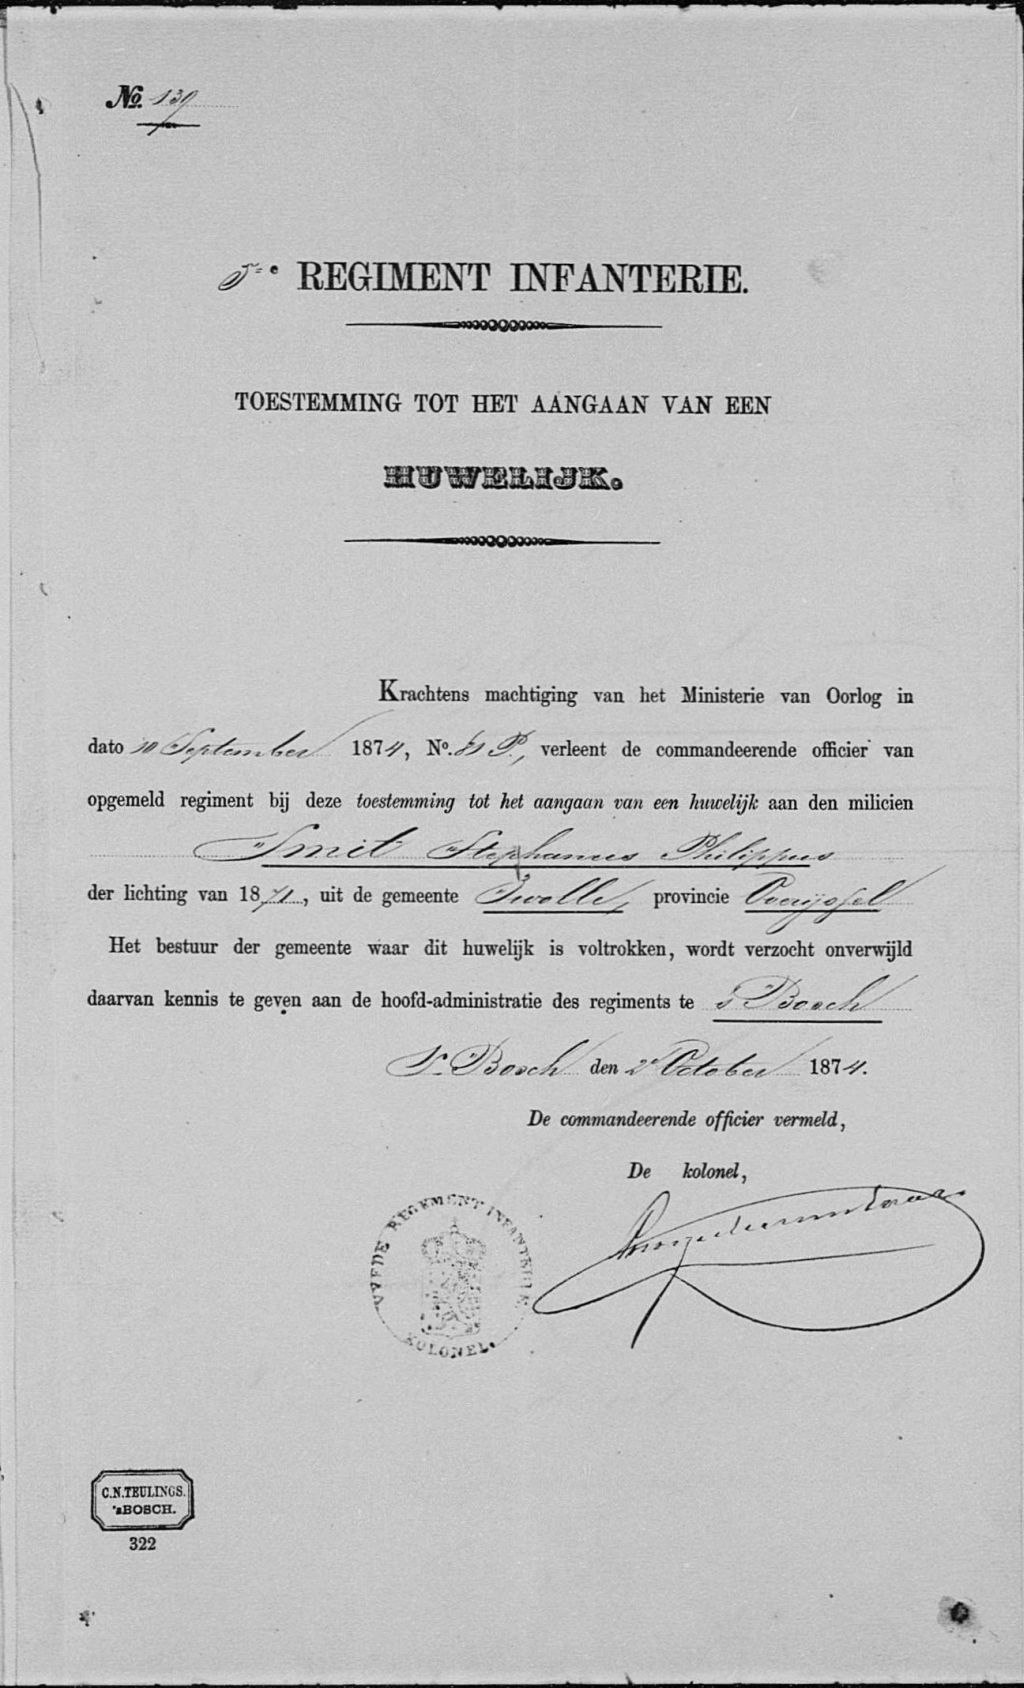 No. 139
5e REGIMENT INFANTERIE.
TOESTEMMING TOT HET AANGAAN VAN EEN
HUWELIJK.
Krachtens machtiging van het Ministerie van Oorlog in
dato 10 September 1874, No. 81 P., verleent de commandeerende officier van
opgemeld regiment bij deze toestemming tot het aangaan van een huwelijk aan den milicien
Smit Stephanus Philippus
der lichting van 1871, uit de gemeente Zwolle, provincie Overijssel
Het bestuur der gemeente waar dit huwelijk is voltrokken, wordt verzocht onverwijld
daarvan kennis te geven aan de hoofd-administratie des regiments te s Bosch
s Bosch den 2e October 1874.
De commandeerende officier vermeld,
De kolonel,
VYFDE REGEMENT INFANTERIE
KOLONEL
C.N.TEULINGS.
'sBOSCH.
322